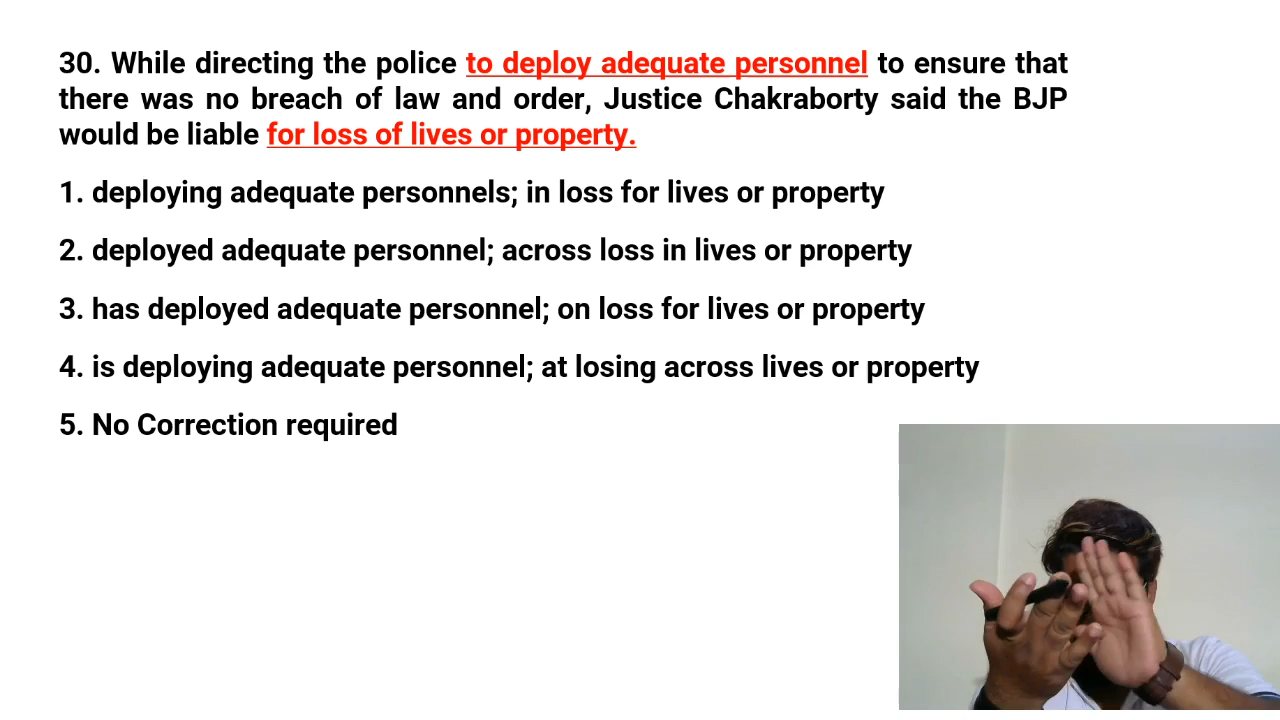 30. While directing the police to deploy adequate personnel to ensure that
there was no breach of law and order, Justice Chakraborty said the BJP
would be liable for loss of lives or property.
1. deploying adequate personnels; in loss for lives or property
2. deployed adequate personnel; across loss in lives or property
3. has deployed adequate personnel; on loss for lives or property
4. is deploying adequate personnel; at losing across lives or property
5. No Correction required